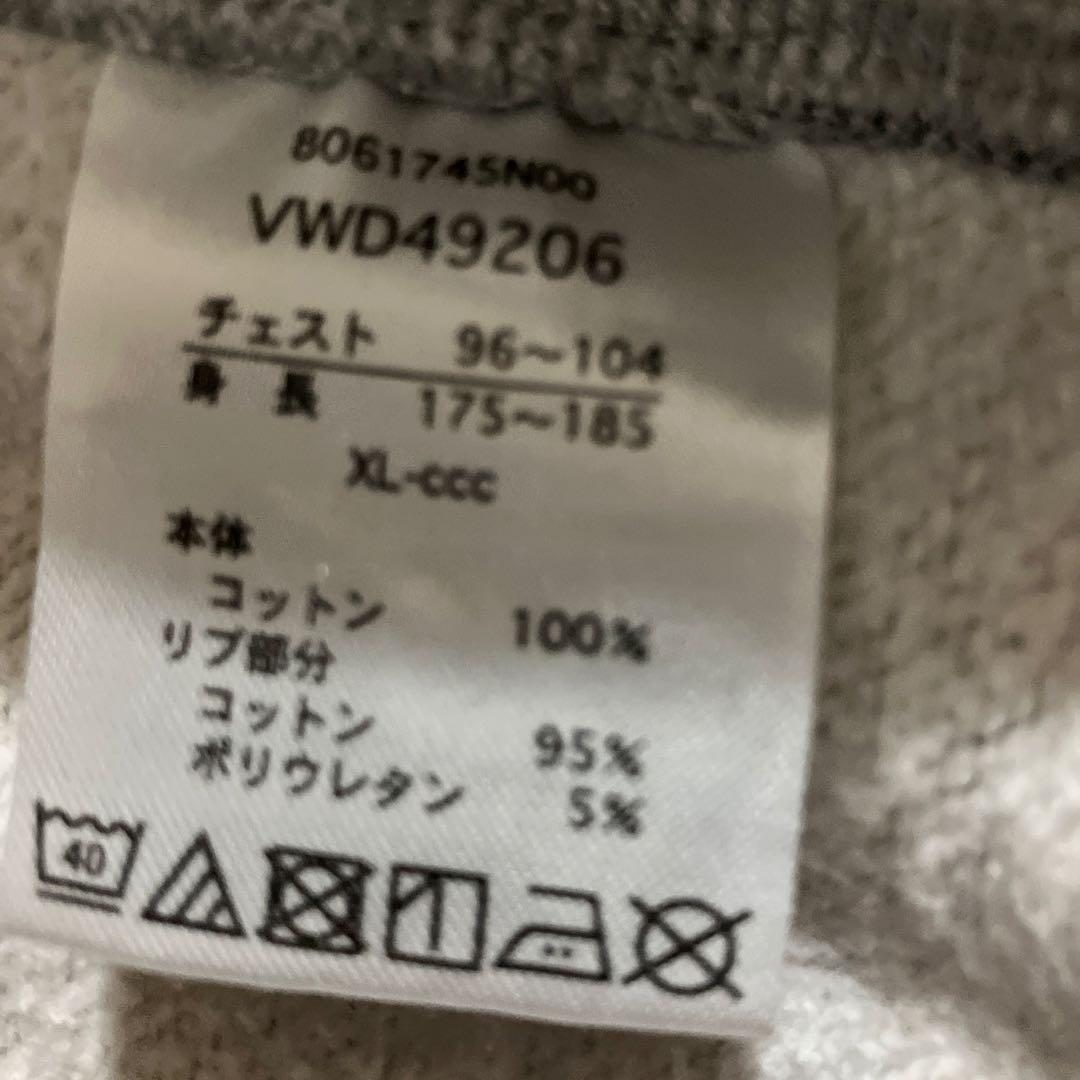 8061745N00
VWD49206
チェスト 96～104
身長 175～185
XL-ccc
本体
コットン 100%
リブ部分
コットン 95%
ポリウレタン 5%
40